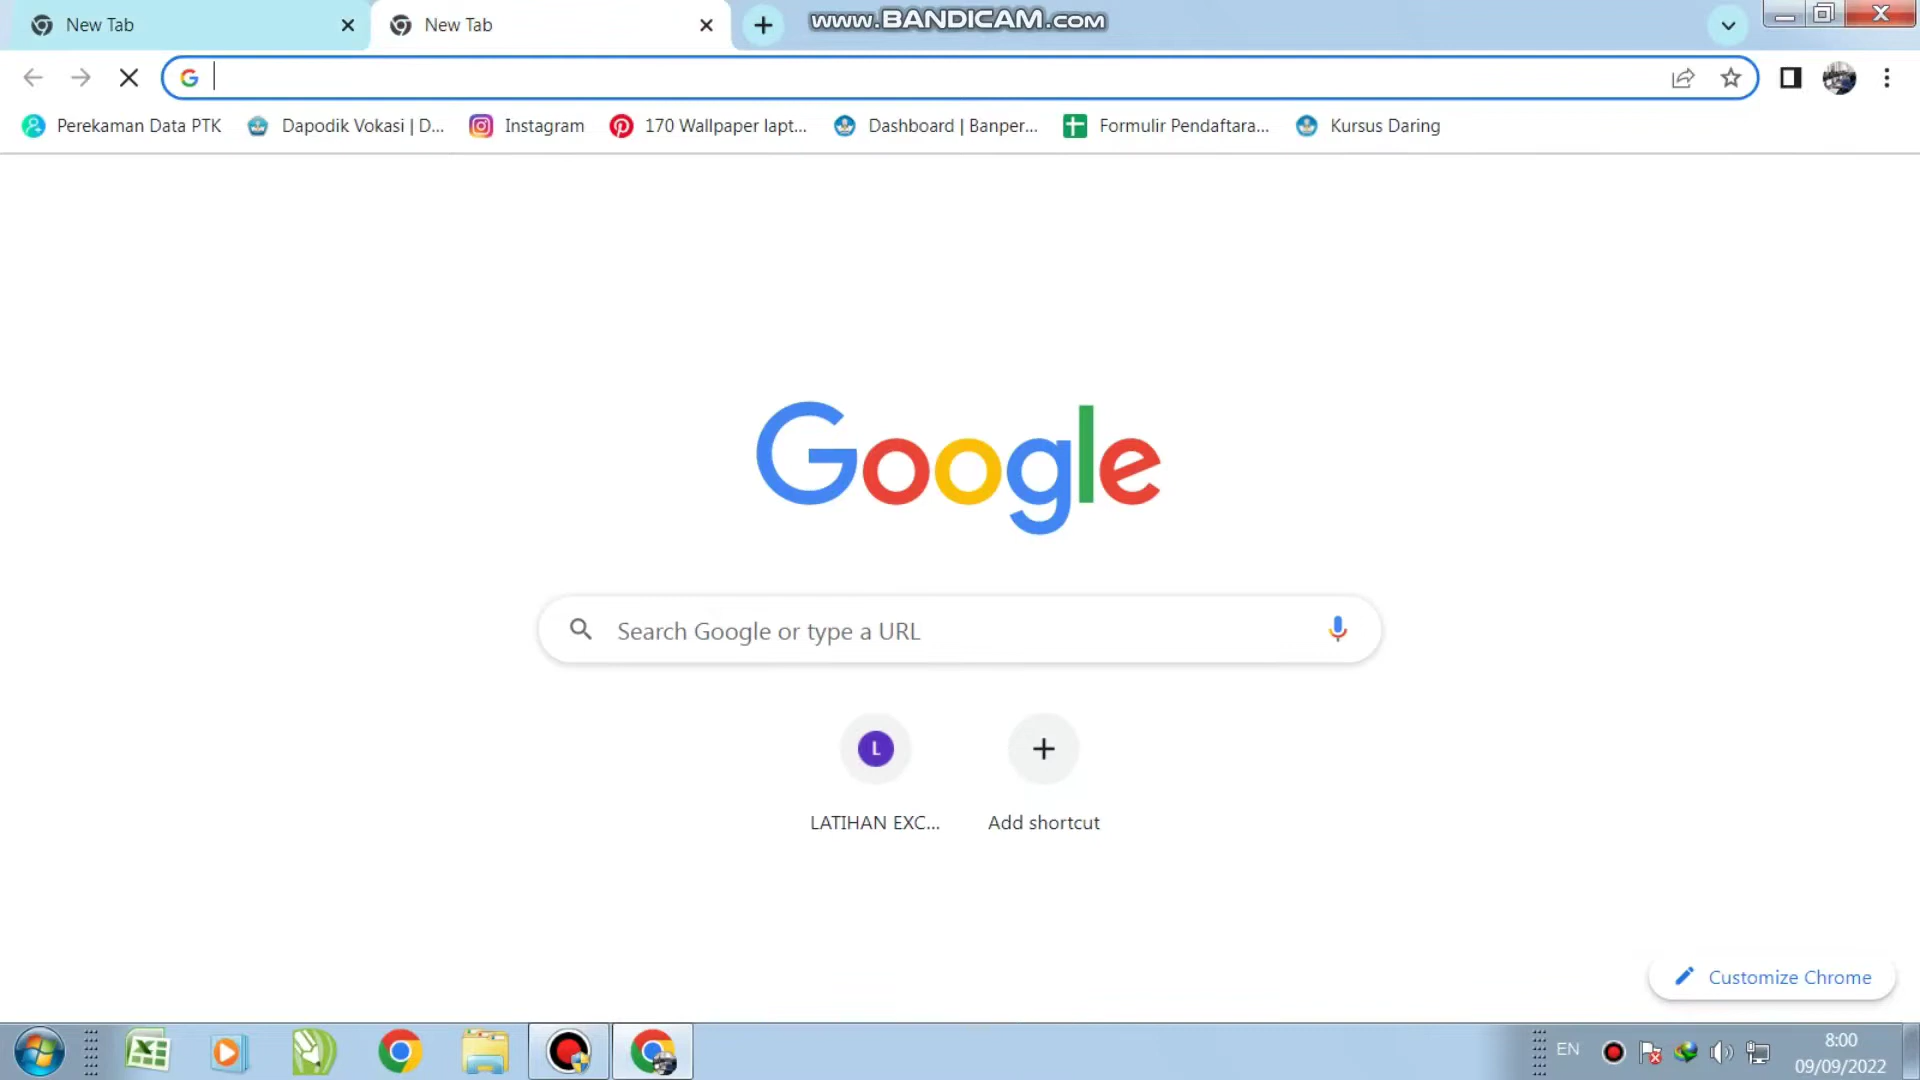 New Tab
New Tab
www.BANDICAM.com
Perekaman Data PTK
Dapodik Vokasi | D...
Instagram
170 Wallpaper lapt...
Dashboard | Banper...
Formulir Pendaftara...
Kursus Daring
Google
Search Google or type a URL
L
LATIHAN EXC...
Add shortcut
Customize Chrome
EN
8:00
09/09/2022